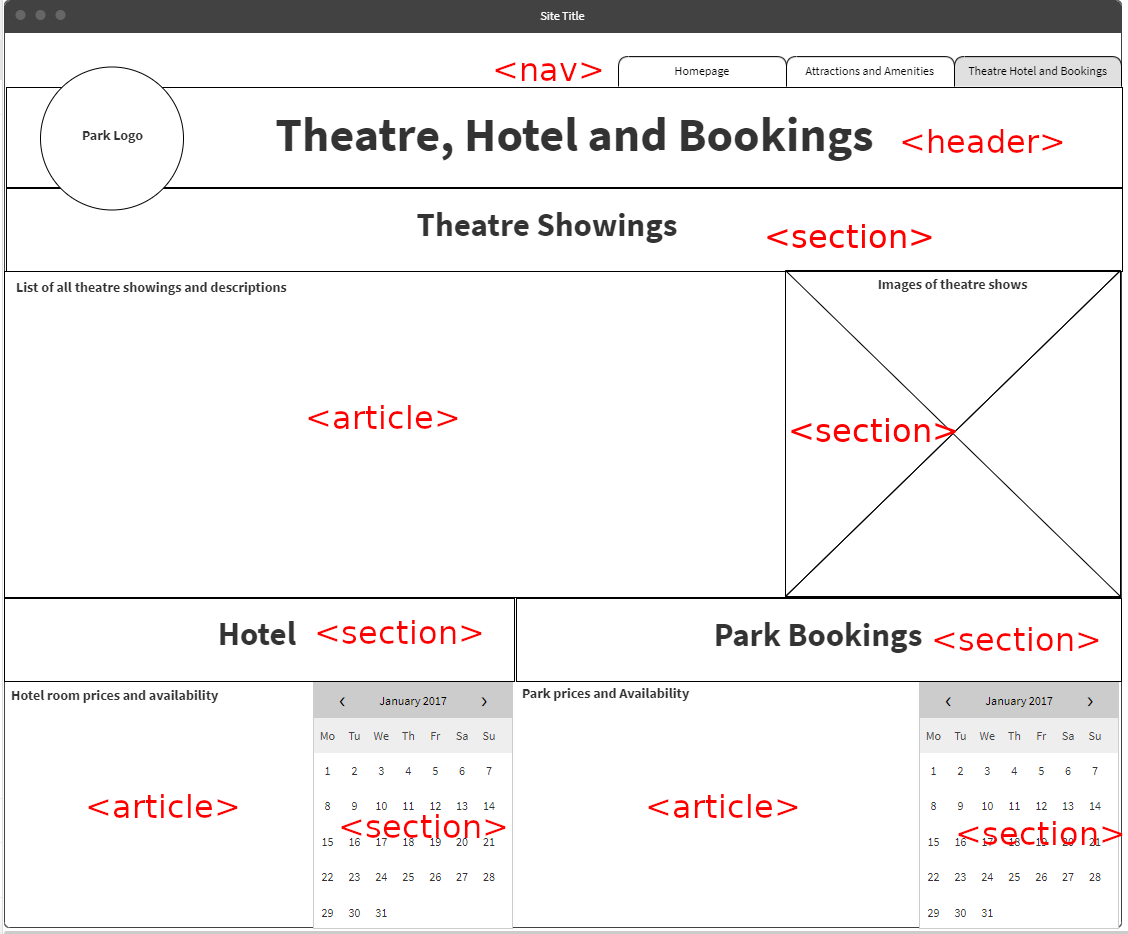 Site Title
<nav>
Homepage
Attractions and Amenities
Theatre Hotel and Bookings
Park Logo
Theatre, Hotel and Bookings
<header>
Theatre Showings
<section>
List of all theatre showings and descriptions
Images of theatre shows
<article>
<section>
Hotel
<section>
Park Bookings
<section>
Hotel room prices and availability
‹ January 2017 ›
Mo Tu We Th Fr Sa Su
1 2 3 4 5 6 7
8 9 10 11 12 13 14
15 16 17 18 19 20 21
22 23 24 25 26 27 28
29 30 31
<article>
<section>
Park prices and Availability
‹ January 2017 ›
Mo Tu We Th Fr Sa Su
1 2 3 4 5 6 7
8 9 10 11 12 13 14
15 16 17 18 19 20 21
22 23 24 25 26 27 28
29 30 31
<article>
<section>